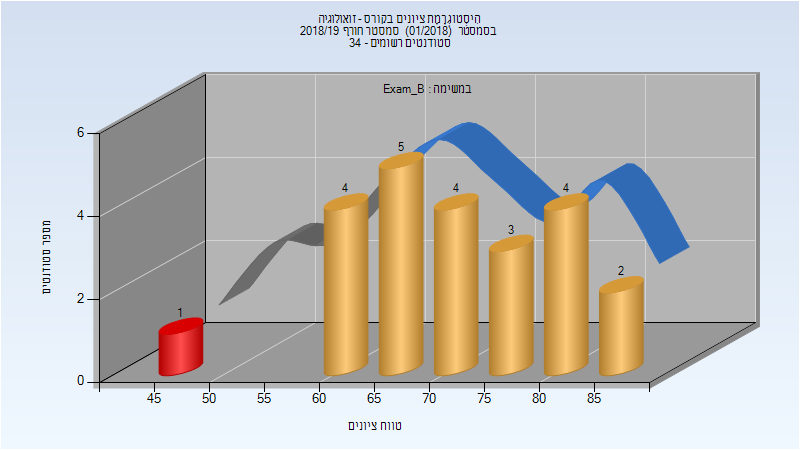 היסטוגרמת ציונים בקורס - זואולוגיה
בסמסטר (01/2018) סמסטר חורף 2018/19
סטודנטים רשומים - 34
במשימה : Exam_B
מספר סטודנטים
6
4
2
0
1
4
5
4
3
4
2
45 50 55 60 65 70 75 80 85
טווח ציונים